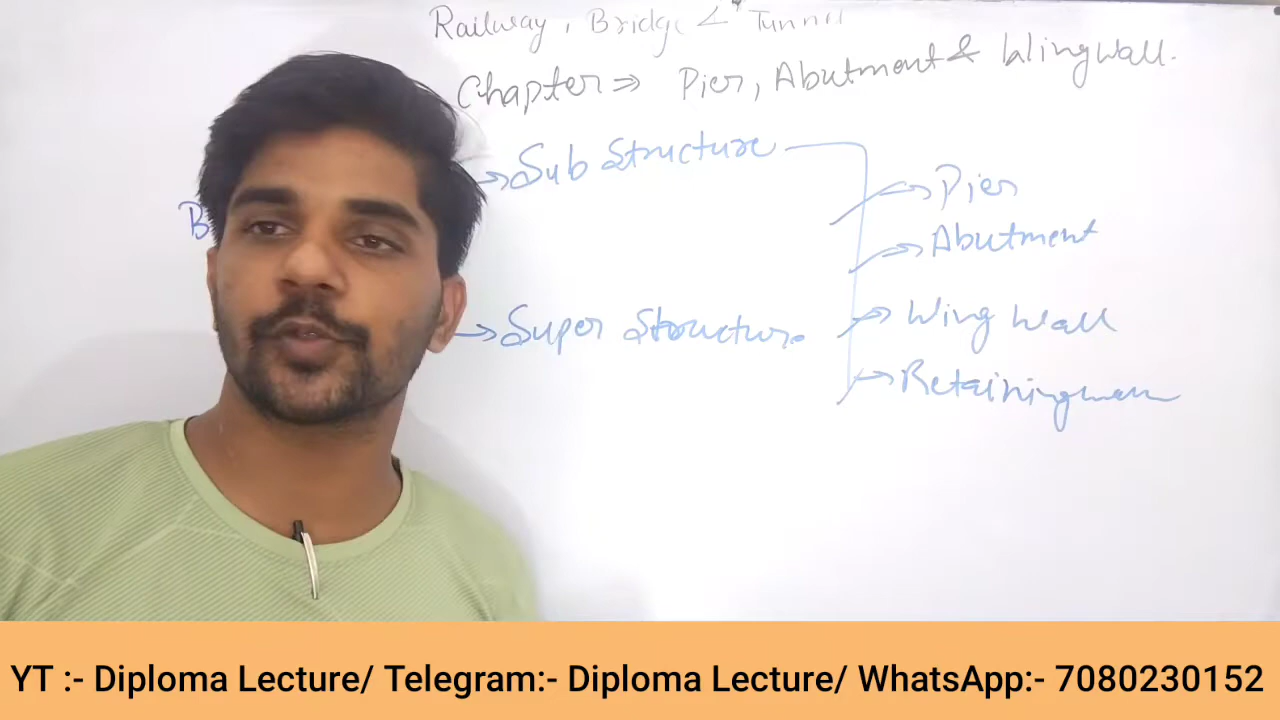 Railway, Bridge & Tunnel
Chapter ⇒ Pier, Abutment & Wing wall.
→ Sub Structure
→ Pier
→ Abutment
→ Super Structure
→ Wing wall
→ Retaining wall
YT :- Diploma Lecture/ Telegram:- Diploma Lecture/ WhatsApp:- 7080230152